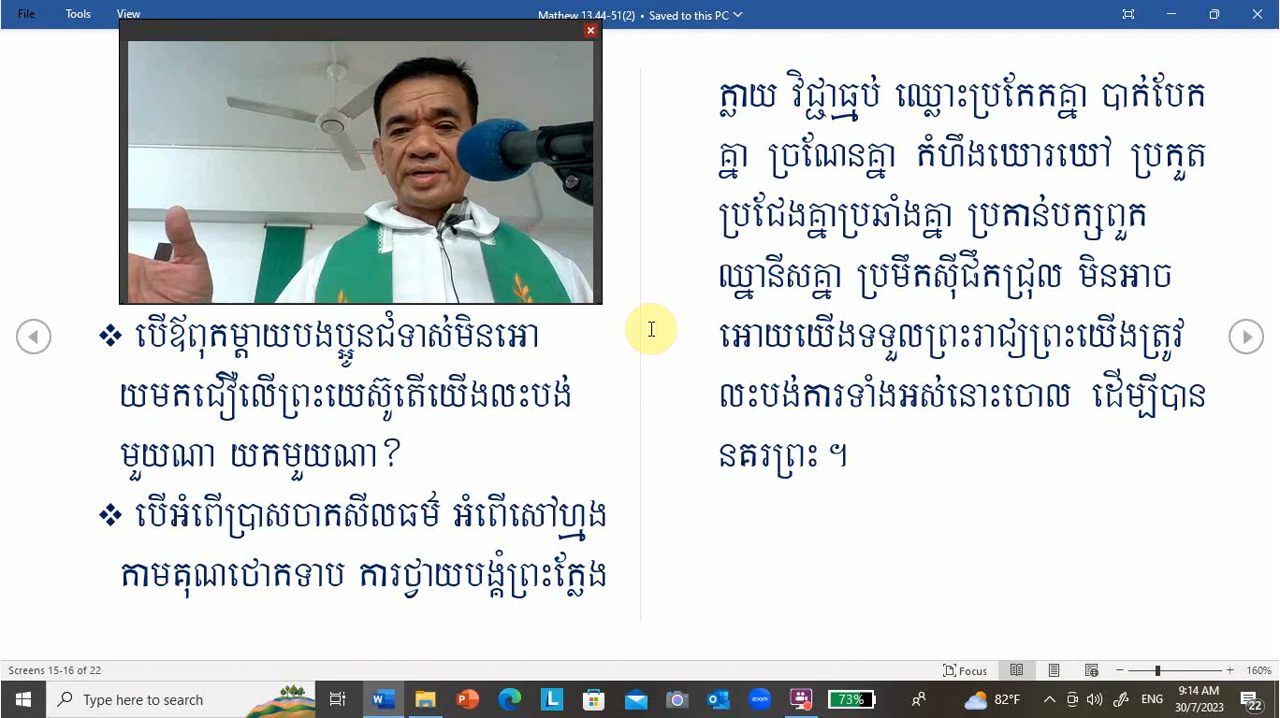 File Tools View
Mathew 13.44-51(2) • Saved to this PC
❖ បើឪពុកម្ដាយបងប្អូនជំទាស់មិនអោ
យមកជឿលើព្រះយេស៊ូតើយើងលះបង់
មួយណា យកមួយណា?
❖ បើអំពើប្រាសចាកសីលធម៌ អំពើសៅហ្មង
កាមគុណថោកទាប ការថ្វាយបង្គំព្រះក្លែង
ក្លាយ វិជ្ជាធ្មប់ ឈ្លោះប្រកែកគ្នា បាក់បែក
គ្នា ច្រណែនគ្នា កំហឹងឃោរឃៅ ប្រកួត
ប្រជែងគ្នាប្រឆាំងគ្នា ប្រកាន់បក្សពួក
ឈ្នានីសគ្នា ប្រមឹកស៊ីផឹកជ្រុល មិនអាច
អោយយើងទទួលព្រះរាជ្យព្រះយើងត្រូវ
លះបង់ការទាំងអស់នោះចោល ដើម្បីបាន
នគរព្រះ ។
Screens 15-16 of 22
Focus
160%
Type here to search
73%
82°F
ENG
9:14 AM
30/7/2023
22